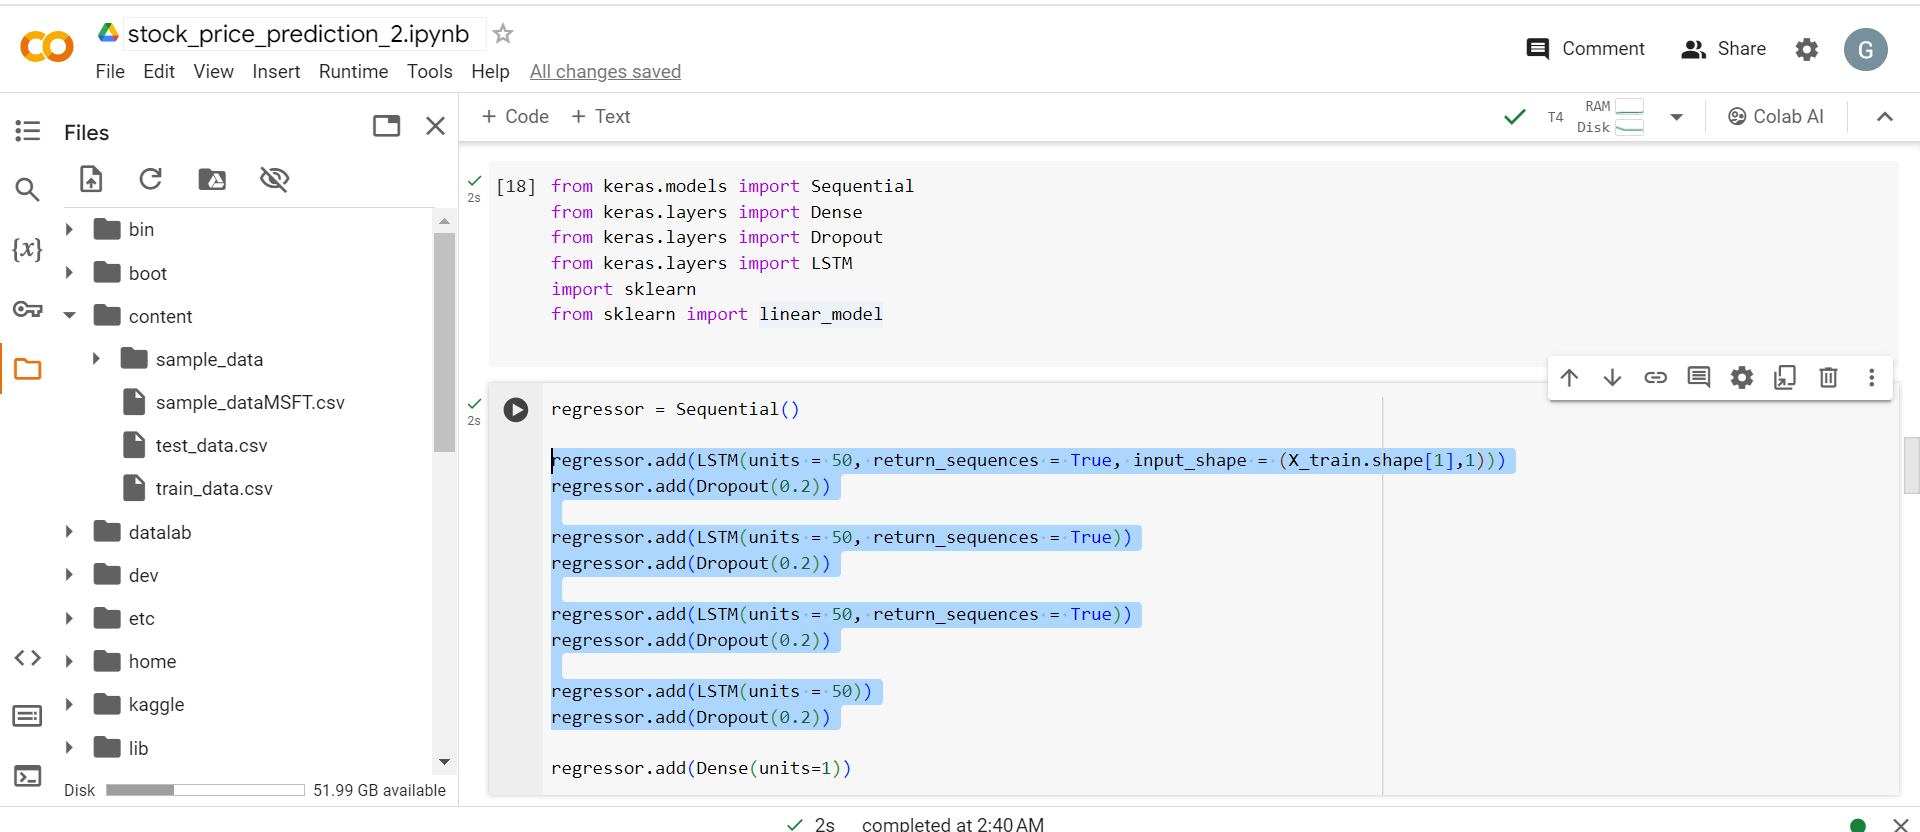 stock_price_prediction_2.ipynb
File Edit View Insert Runtime Tools Help All changes saved
Comment Share G
Files
+ Code + Text
T4 RAM Disk Colab AI
bin
boot
content
sample_data
sample_dataMSFT.csv
test_data.csv
train_data.csv
datalab
dev
etc
home
kaggle
lib
Disk 51.99 GB available
{x}
2s
[18] from keras.models import Sequential
from keras.layers import Dense
from keras.layers import Dropout
from keras.layers import LSTM
import sklearn
from sklearn import linear_model
2s
regressor = Sequential()
regressor.add(LSTM(units = 50, return_sequences = True, input_shape = (X_train.shape[1],1)))
regressor.add(Dropout(0.2))
regressor.add(LSTM(units = 50, return_sequences = True))
regressor.add(Dropout(0.2))
regressor.add(LSTM(units = 50, return_sequences = True))
regressor.add(Dropout(0.2))
regressor.add(LSTM(units = 50))
regressor.add(Dropout(0.2))
regressor.add(Dense(units=1))
2s completed at 2:40 AM